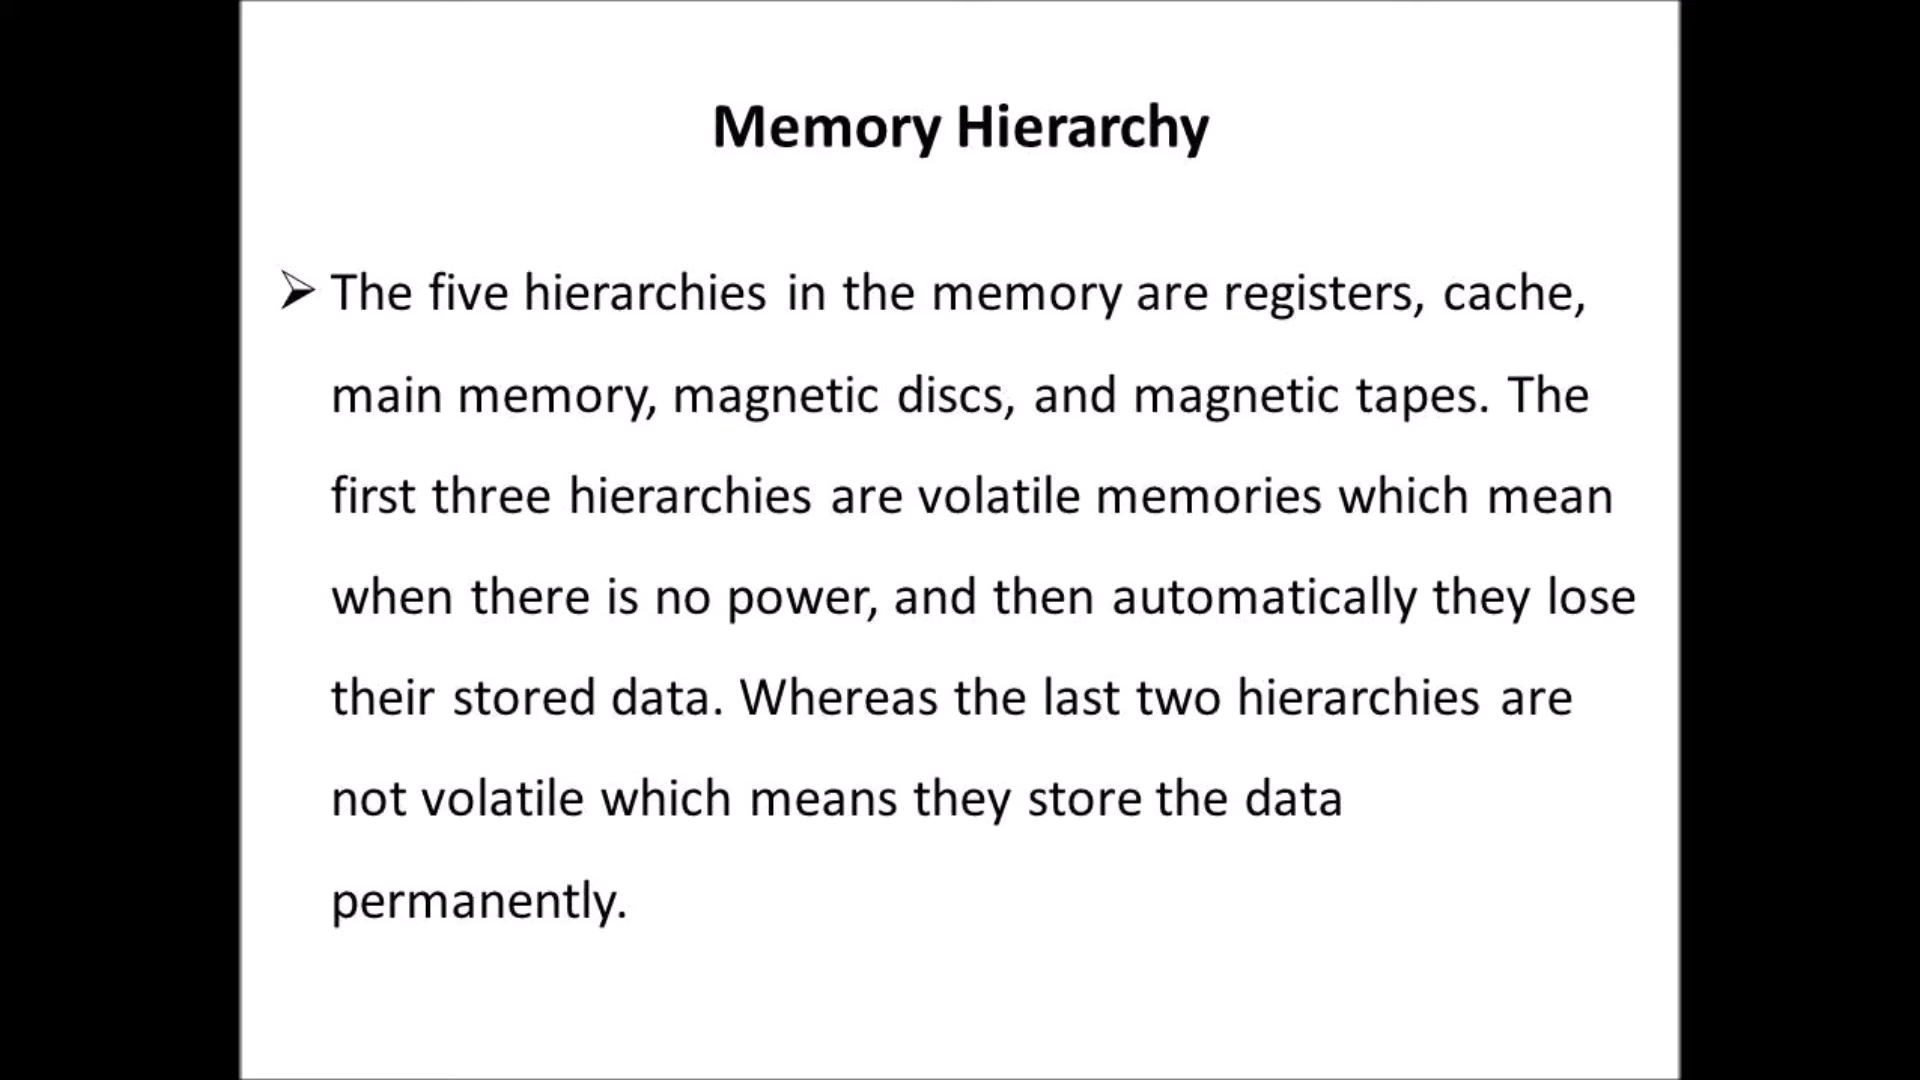 Memory Hierarchy
➢ The five hierarchies in the memory are registers, cache,
main memory, magnetic discs, and magnetic tapes. The
first three hierarchies are volatile memories which mean
when there is no power, and then automatically they lose
their stored data. Whereas the last two hierarchies are
not volatile which means they store the data
permanently.